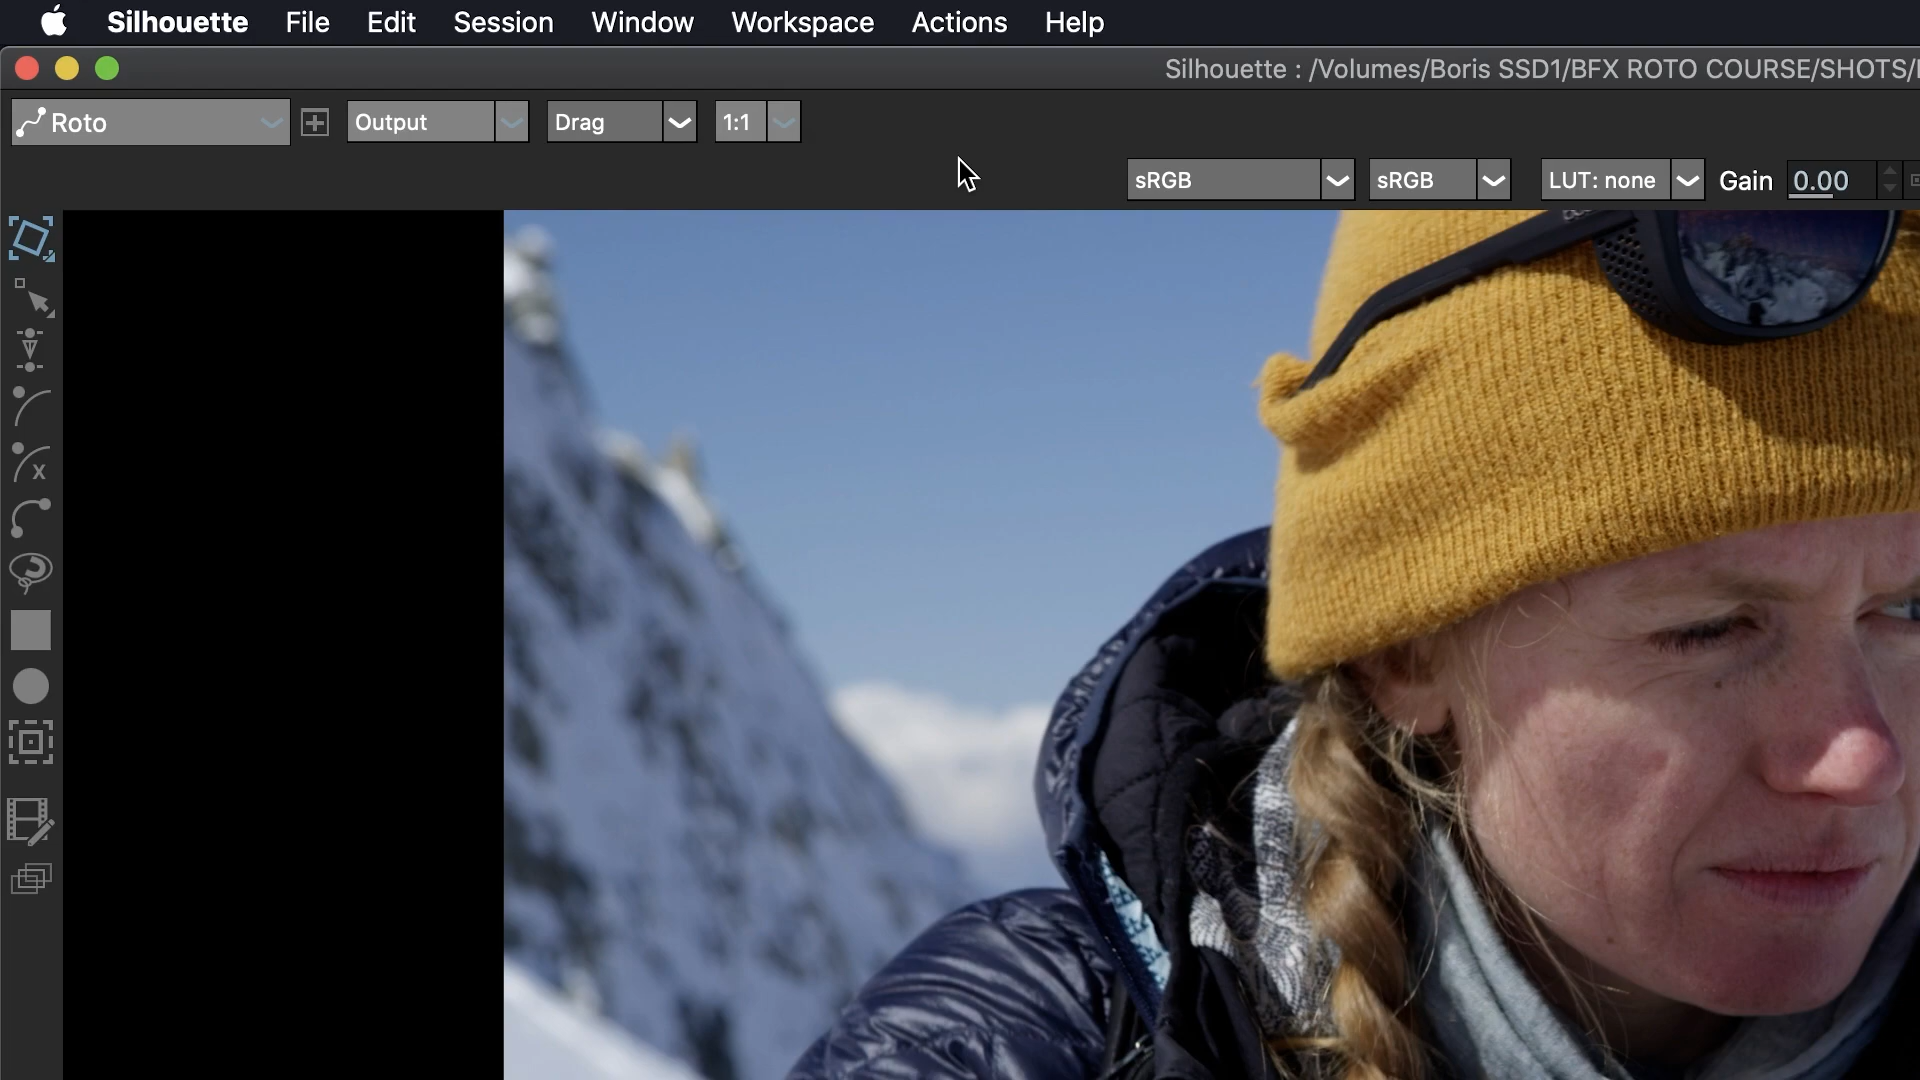 Silhouette File Edit Session Window Workspace Actions Help
Silhouette : /Volumes/Boris SSD1/BFX ROTO COURSE/SHOTS/
Roto Output Drag 1:1
sRGB sRGB LUT: none Gain 0.00
x